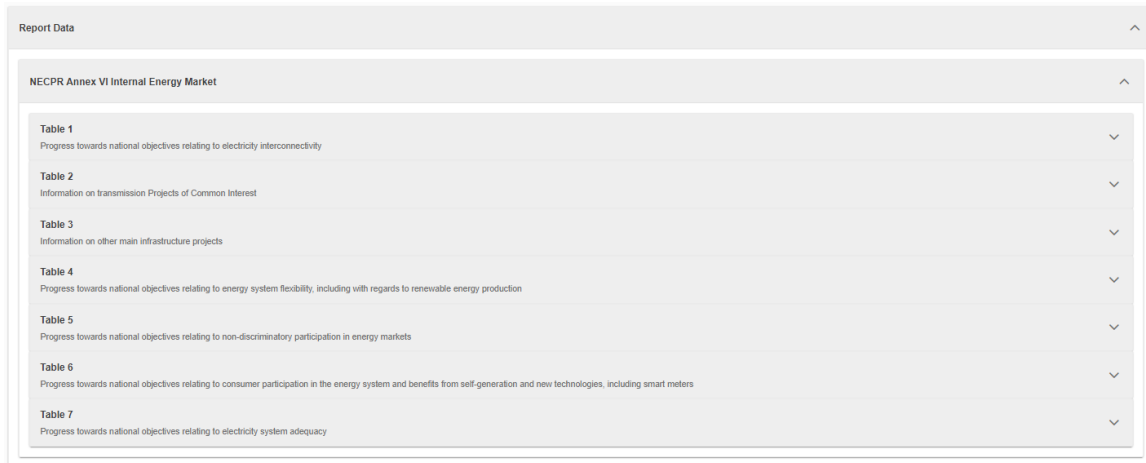 Report Data
NECPR Annex VI Internal Energy Market
Table 1
Progress towards national objectives relating to electricity interconnectivity
Table 2
Information on transmission Projects of Common Interest
Table 3
Information on other main infrastructure projects
Table 4
Progress towards national objectives relating to energy system flexibility, including with regards to renewable energy production
Table 5
Progress towards national objectives relating to non-discriminatory participation in energy markets
Table 6
Progress towards national objectives relating to consumer participation in the energy system and benefits from self-generation and new technologies, including smart meters
Table 7
Progress towards national objectives relating to electricity system adequacy